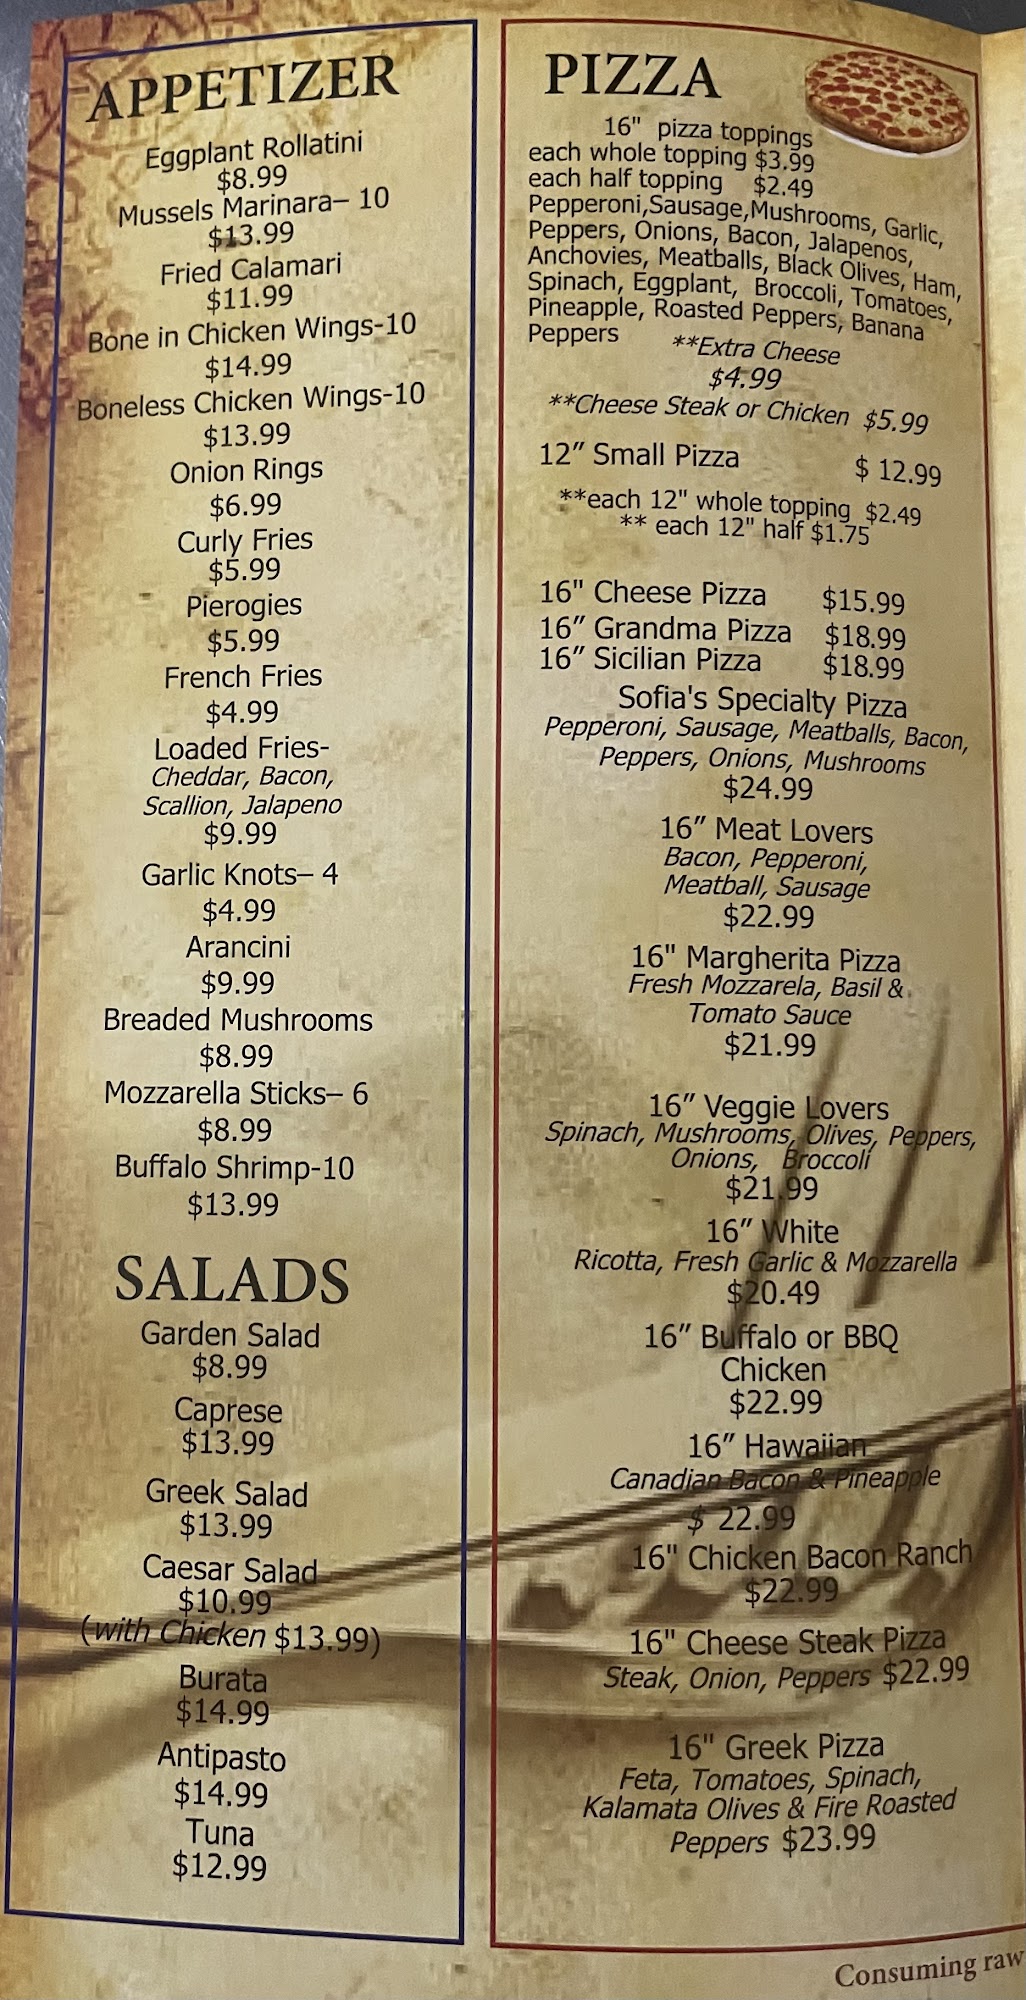 APPETIZER
Eggplant Rollatini
$8.99
Mussels Marinara– 10
$13.99
Fried Calamari
$11.99
Bone in Chicken Wings-10
$14.99
Boneless Chicken Wings-10
$13.99
Onion Rings
$6.99
Curly Fries
$5.99
Pierogies
$5.99
French Fries
$4.99
Loaded Fries-
Cheddar, Bacon,
Scallion, Jalapeno
$9.99
Garlic Knots– 4
$4.99
Arancini
$9.99
Breaded Mushrooms
$8.99
Mozzarella Sticks– 6
$8.99
Buffalo Shrimp-10
$13.99
SALADS
Garden Salad
$8.99
Caprese
$13.99
Greek Salad
$13.99
Caesar Salad
$10.99
(with Chicken $13.99)
Burata
$14.99
Antipasto
$14.99
Tuna
$12.99
PIZZA
16" pizza toppings
each whole topping $3.99
each half topping $2.49
Pepperoni,Sausage,Mushrooms, Garlic,
Peppers, Onions, Bacon, Jalapenos,
Anchovies, Meatballs, Black Olives, Ham,
Spinach, Eggplant, Broccoli, Tomatoes,
Pineapple, Roasted Peppers, Banana
Peppers **Extra Cheese
$4.99
**Cheese Steak or Chicken $5.99
12” Small Pizza $ 12.99
**each 12" whole topping $2.49
** each 12" half $1.75
16" Cheese Pizza $15.99
16” Grandma Pizza $18.99
16” Sicilian Pizza $18.99
Sofia's Specialty Pizza
Pepperoni, Sausage, Meatballs, Bacon,
Peppers, Onions, Mushrooms
$24.99
16” Meat Lovers
Bacon, Pepperoni,
Meatball, Sausage
$22.99
16" Margherita Pizza
Fresh Mozzarela, Basil &
Tomato Sauce
$21.99
16” Veggie Lovers
Spinach, Mushrooms, Olives, Peppers,
Onions, Broccoli
$21.99
16” White
Ricotta, Fresh Garlic & Mozzarella
$20.49
16” Buffalo or BBQ
Chicken
$22.99
16” Hawaiian
Canadian Bacon & Pineapple
$ 22.99
16" Chicken Bacon Ranch
$22.99
16" Cheese Steak Pizza
Steak, Onion, Peppers $22.99
16" Greek Pizza
Feta, Tomatoes, Spinach,
Kalamata Olives & Fire Roasted
Peppers $23.99
Consuming raw